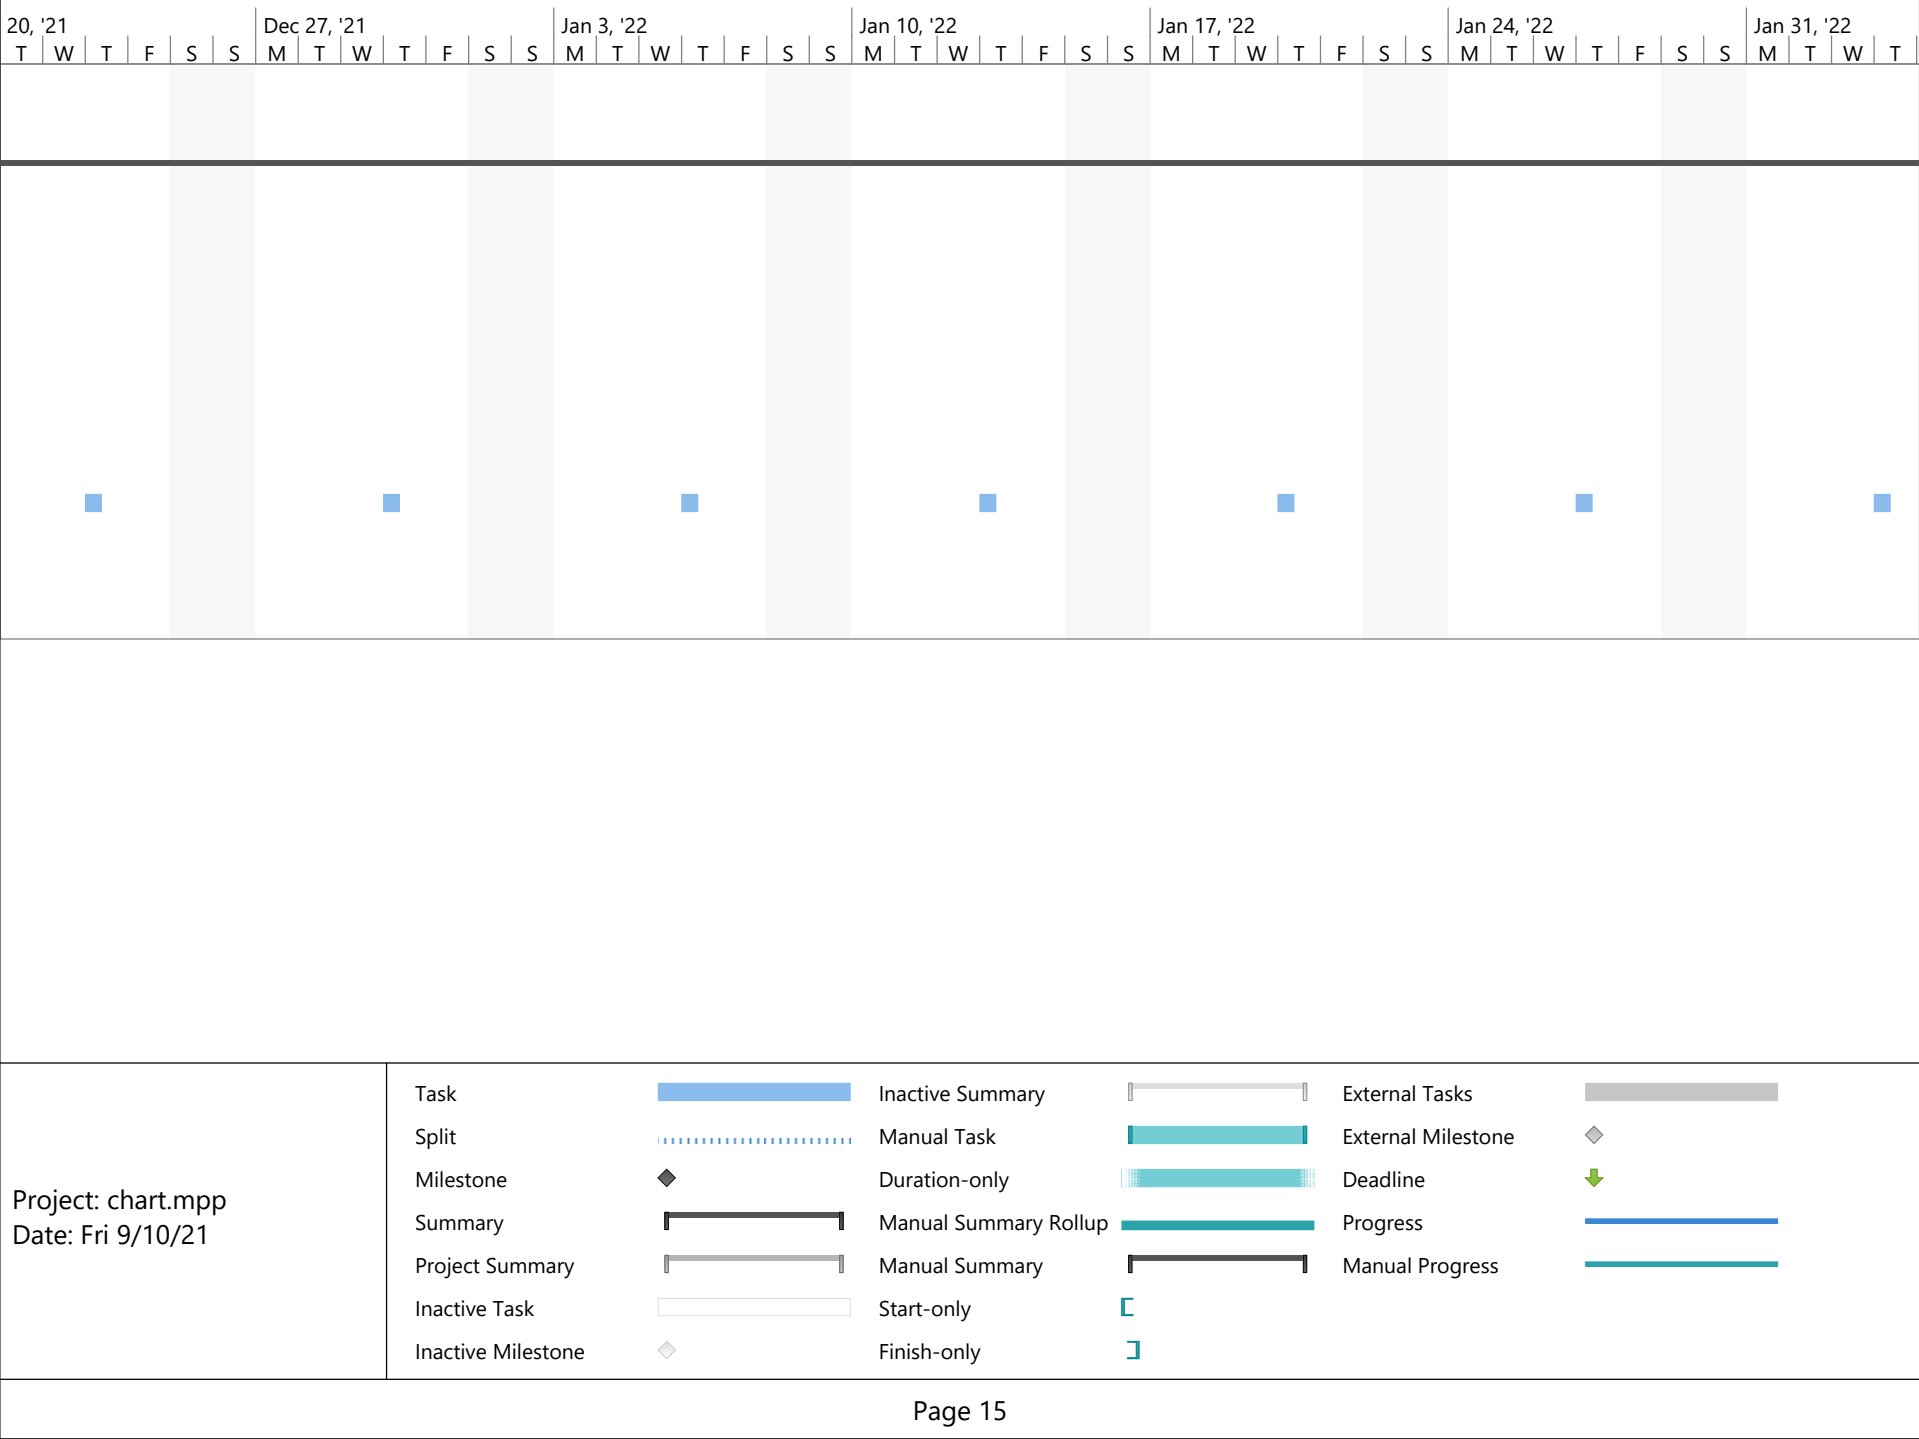 20, '21 Dec 27, '21 Jan 3, '22 Jan 10, '22 Jan 17, '22 Jan 24, '22 Jan 31, '22
T W T F S S M T W T F S S M T W T F S S M T W T F S S M T W T F S S M T W T F S S M T W T
Task Inactive Summary External Tasks
Split Manual Task External Milestone
Milestone Duration-only Deadline
Summary Manual Summary Rollup Progress
Project Summary Manual Summary Manual Progress
Inactive Task Start-only
Inactive Milestone Finish-only
Project: chart.mpp
Date: Fri 9/10/21
Page 15